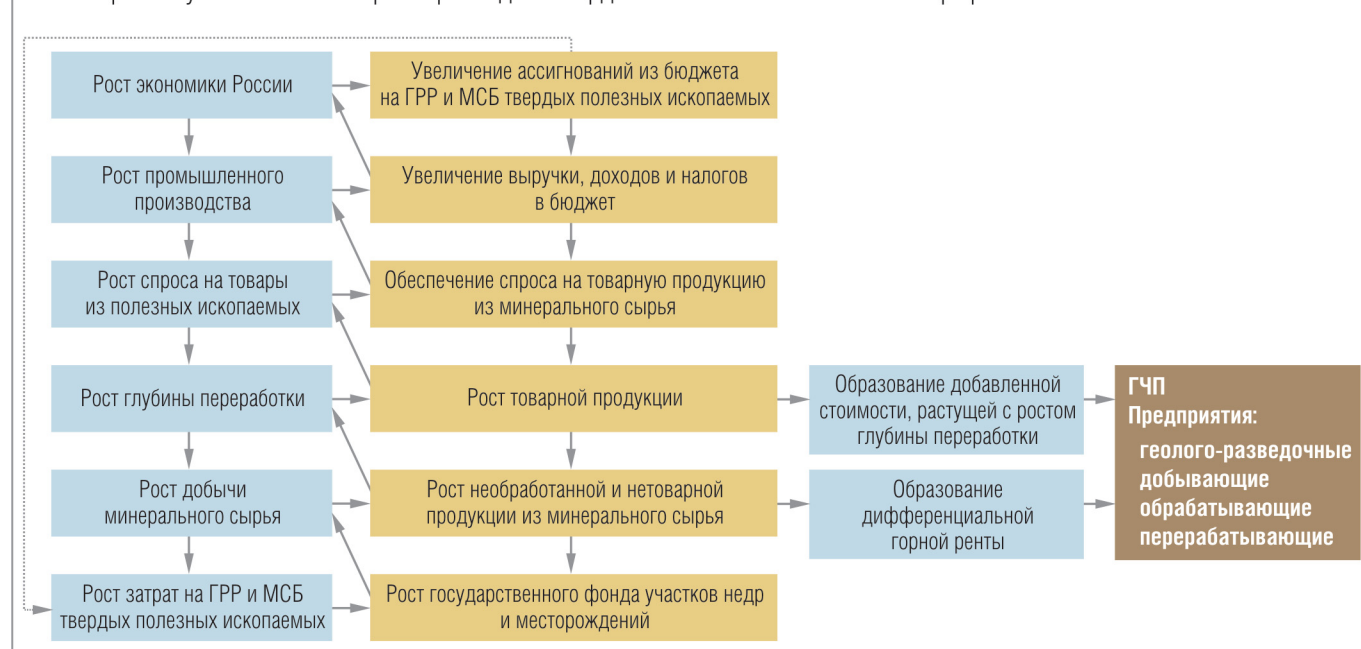 Рост экономики России
Увеличение ассигнований из бюджета
на ГРР и МСБ твердых полезных ископаемых
Рост промышленного
производства
Увеличение выручки, доходов и налогов
в бюджет
Рост спроса на товары
из полезных ископаемых
Обеспечение спроса на товарную продукцию
из минерального сырья
Рост глубины переработки
Рост товарной продукции
Образование добавленной
стоимости, растущей с ростом
глубины переработки
ГЧП
Предприятия:
геолого-разведочные
добывающие
обрабатывающие
перерабатывающие
Рост добычи
минерального сырья
Рост необработанной и нетоварной
продукции из минерального сырья
Образование
дифференциальной
горной ренты
Рост затрат на ГРР и МСБ
твердых полезных ископаемых
Рост государственного фонда участков недр
и месторождений